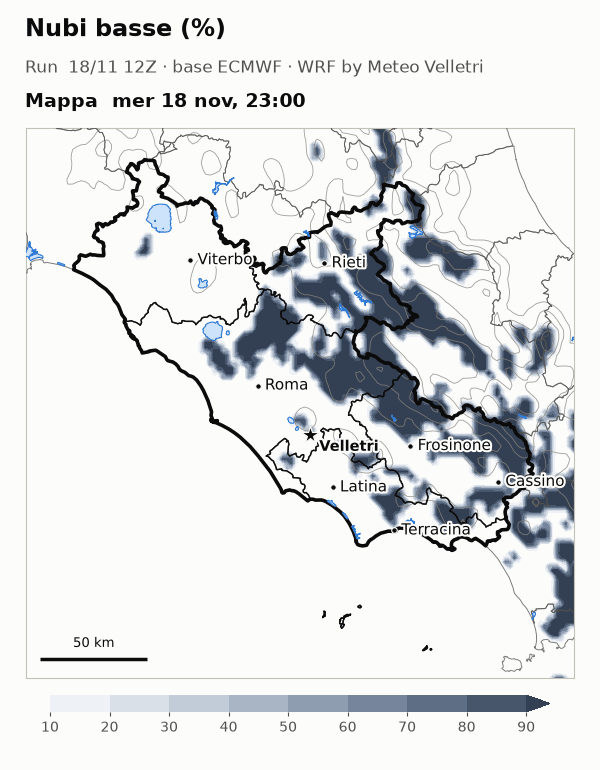 Nubi basse (%)
Run  18/11 12Z · base ECMWF · WRF by Meteo Velletri
Mappa  mer 18 nov, 23:00
Rieti
Viterbo
Roma
Velletri
Frosinone
Cassino
Latina
Terracina
50 km
10 20 30 40 50 60 70 80 90